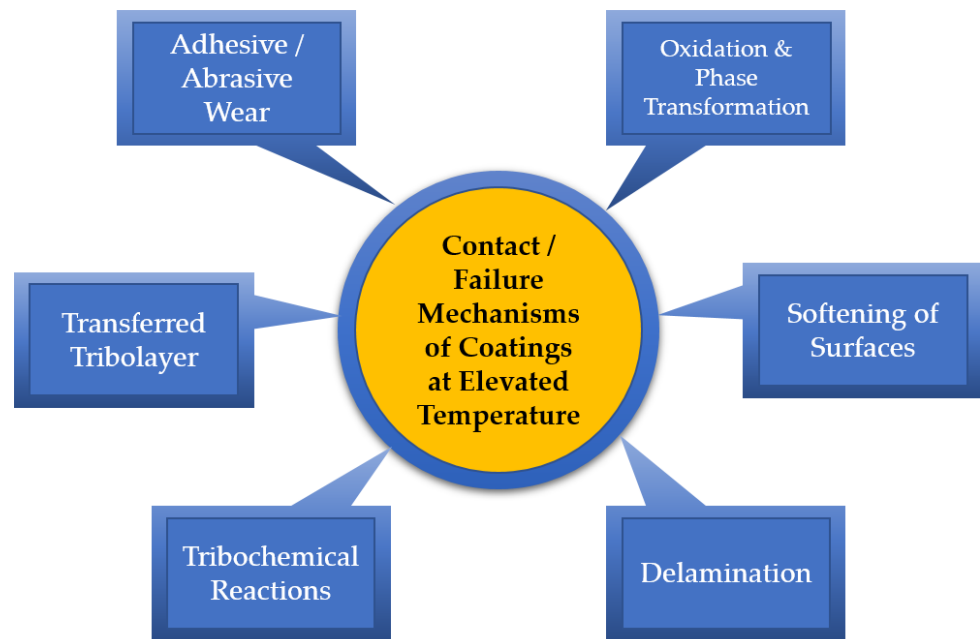 Adhesive /
Abrasive
Wear
Oxidation &
Phase
Transformation
Contact /
Failure
Mechanisms
of Coatings
at Elevated
Temperature
Transferred
Tribolayer
Softening of
Surfaces
Tribochemical
Reactions
Delamination